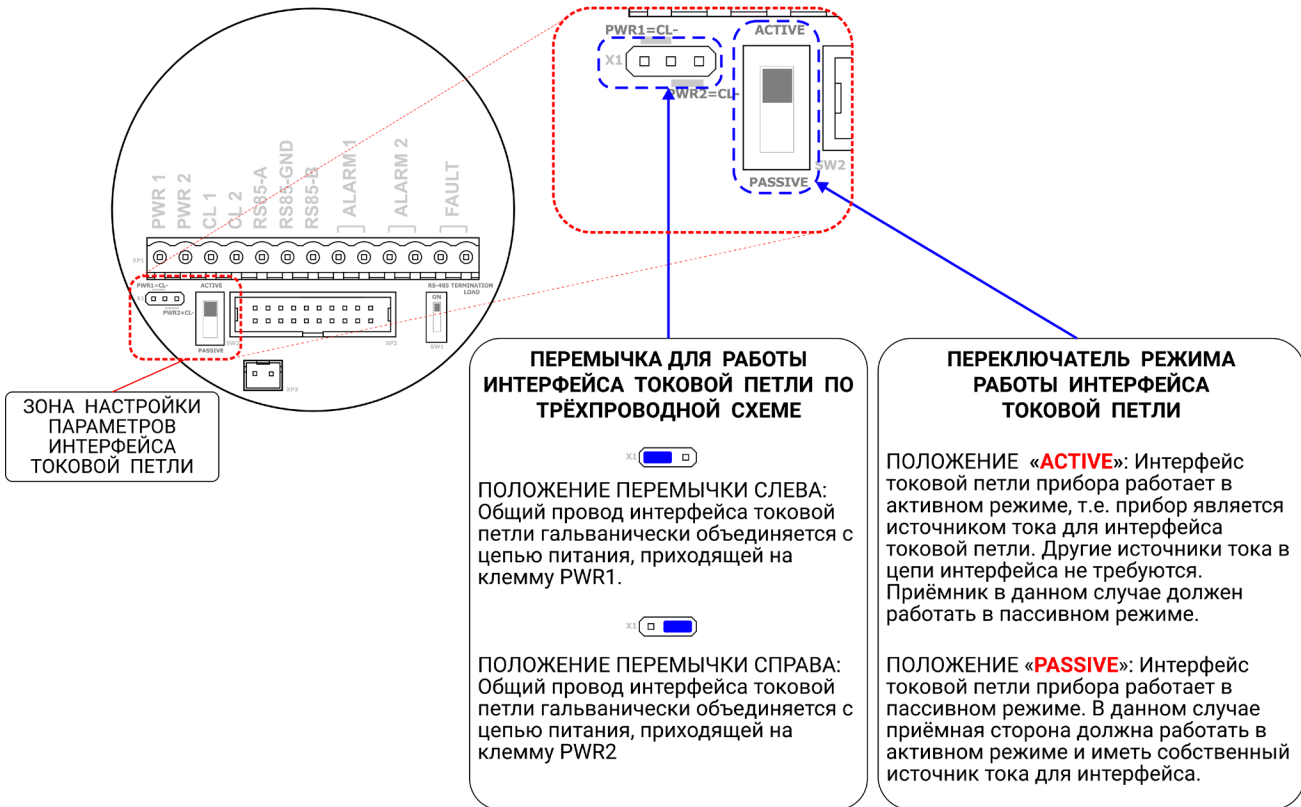 PWR1=CL-
ACTIVE
X1
PWR2=CL-
SW2
PASSIVE
PWR 1
PWR 2
CL 1
CL 2
RS85-A
RS85-GND
RS85-B
ALARM 1
ALARM 2
FAULT
XP1
PWR1=CL-
ACTIVE
RS-485 TERMINATION
LOAD
X1
ON
PWR2=CL-
PASSIVE
SW2
XP2
SW1
XP3
ЗОНА НАСТРОЙКИ
ПАРАМЕТРОВ
ИНТЕРФЕЙСА
ТОКОВОЙ ПЕТЛИ
ПЕРЕМЫЧКА ДЛЯ РАБОТЫ
ИНТЕРФЕЙСА ТОКОВОЙ ПЕТЛИ ПО
ТРЁХПРОВОДНОЙ СХЕМЕ
X1
ПОЛОЖЕНИЕ ПЕРЕМЫЧКИ СЛЕВА:
Общий провод интерфейса токовой
петли гальванически объединяется с
цепью питания, приходящей на
клемму PWR1.
X1
ПОЛОЖЕНИЕ ПЕРЕМЫЧКИ СПРАВА:
Общий провод интерфейса токовой
петли гальванически объединяется с
цепью питания, приходящей на
клемму PWR2
ПЕРЕКЛЮЧАТЕЛЬ РЕЖИМА
РАБОТЫ ИНТЕРФЕЙСА
ТОКОВОЙ ПЕТЛИ
ПОЛОЖЕНИЕ «ACTIVE»: Интерфейс
токовой петли прибора работает в
активном режиме, т.е. прибор является
источником тока для интерфейса
токовой петли. Другие источники тока в
цепи интерфейса не требуются.
Приёмник в данном случае должен
работать в пассивном режиме.
ПОЛОЖЕНИЕ «PASSIVE»: Интерфейс
токовой петли прибора работает в
пассивном режиме. В данном случае
приёмная сторона должна работать в
активном режиме и иметь собственный
источник тока для интерфейса.